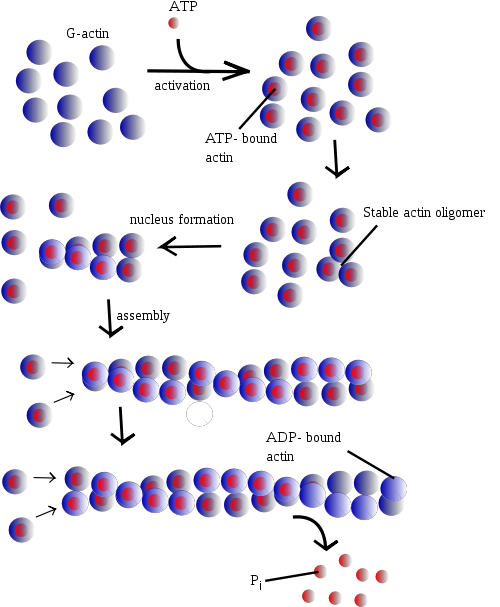 ATP
G-actin
activation
ATP- bound
actin
Stable actin oligomer
nucleus formation
assembly
ADP- bound
actin
Pi